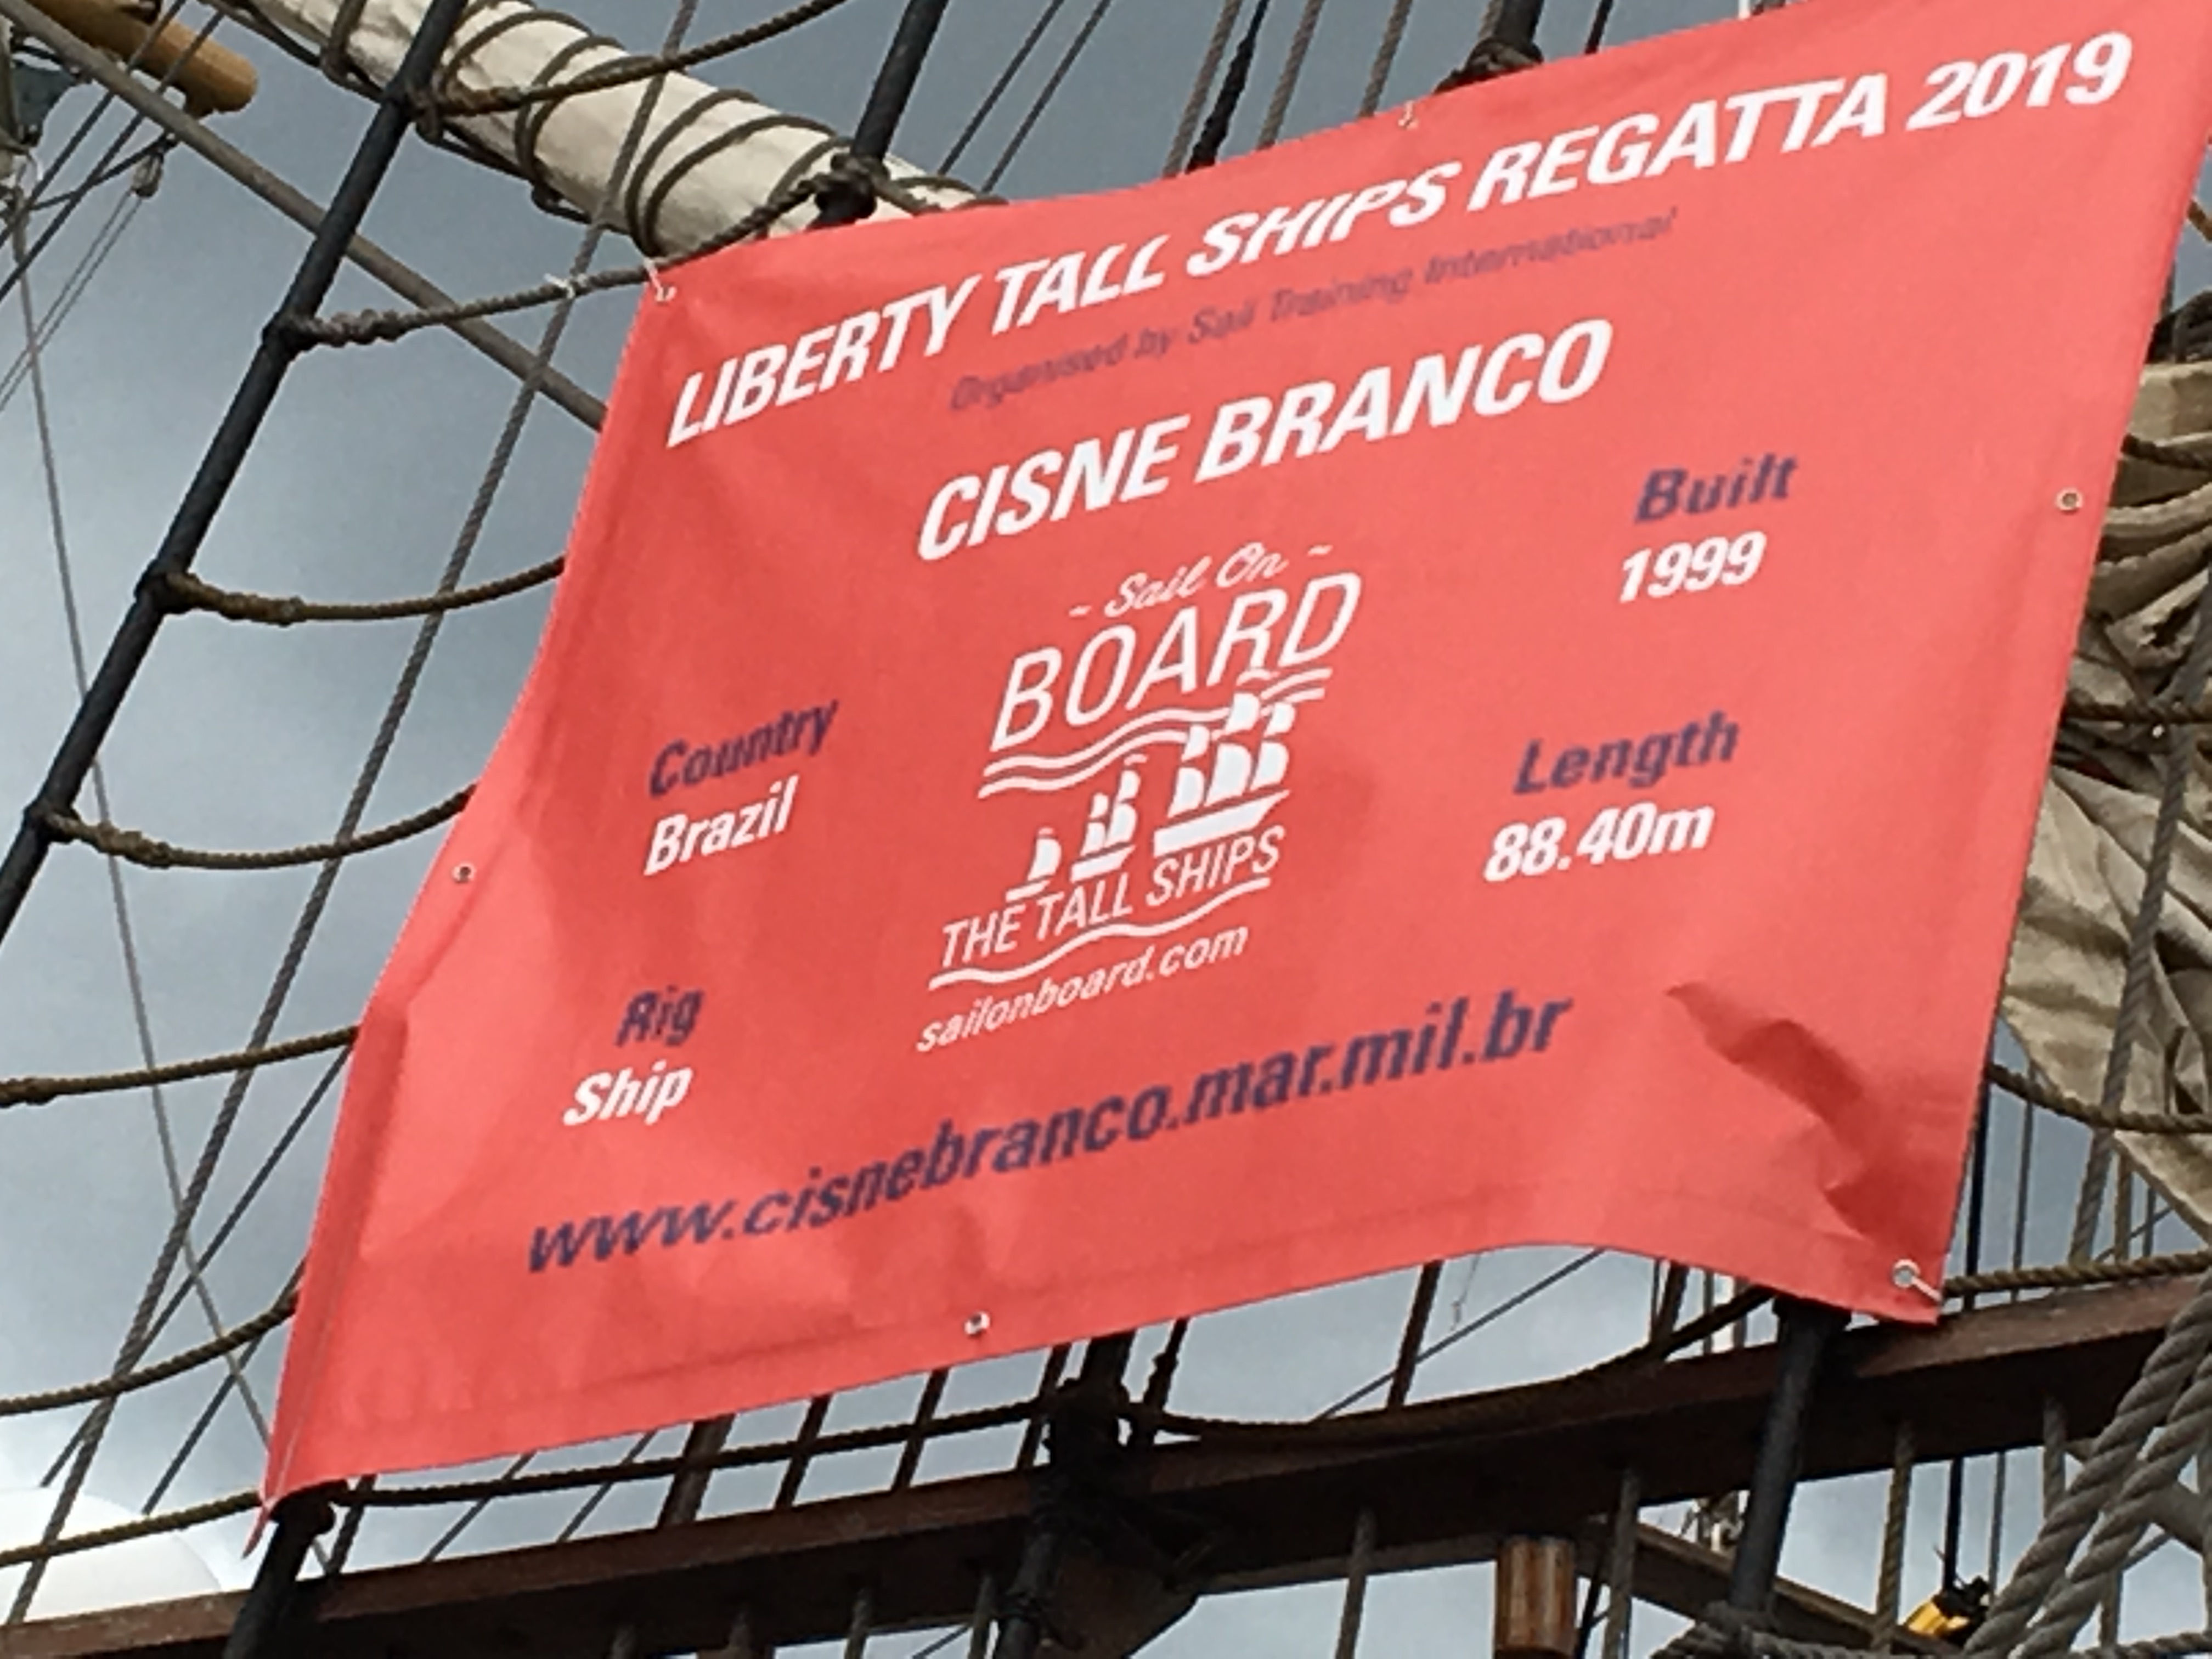 LIBERTY TALL SHIPS REGATTA 2019
Organised by Sail Training International
CISNE BRANCO
~ Sail On ~
BOARD
THE TALL SHIPS
sailonboard.com
Country
Brazil
Rig
Ship
Built
1999
Length
88.40m
www.cisnebranco.mar.mil.br